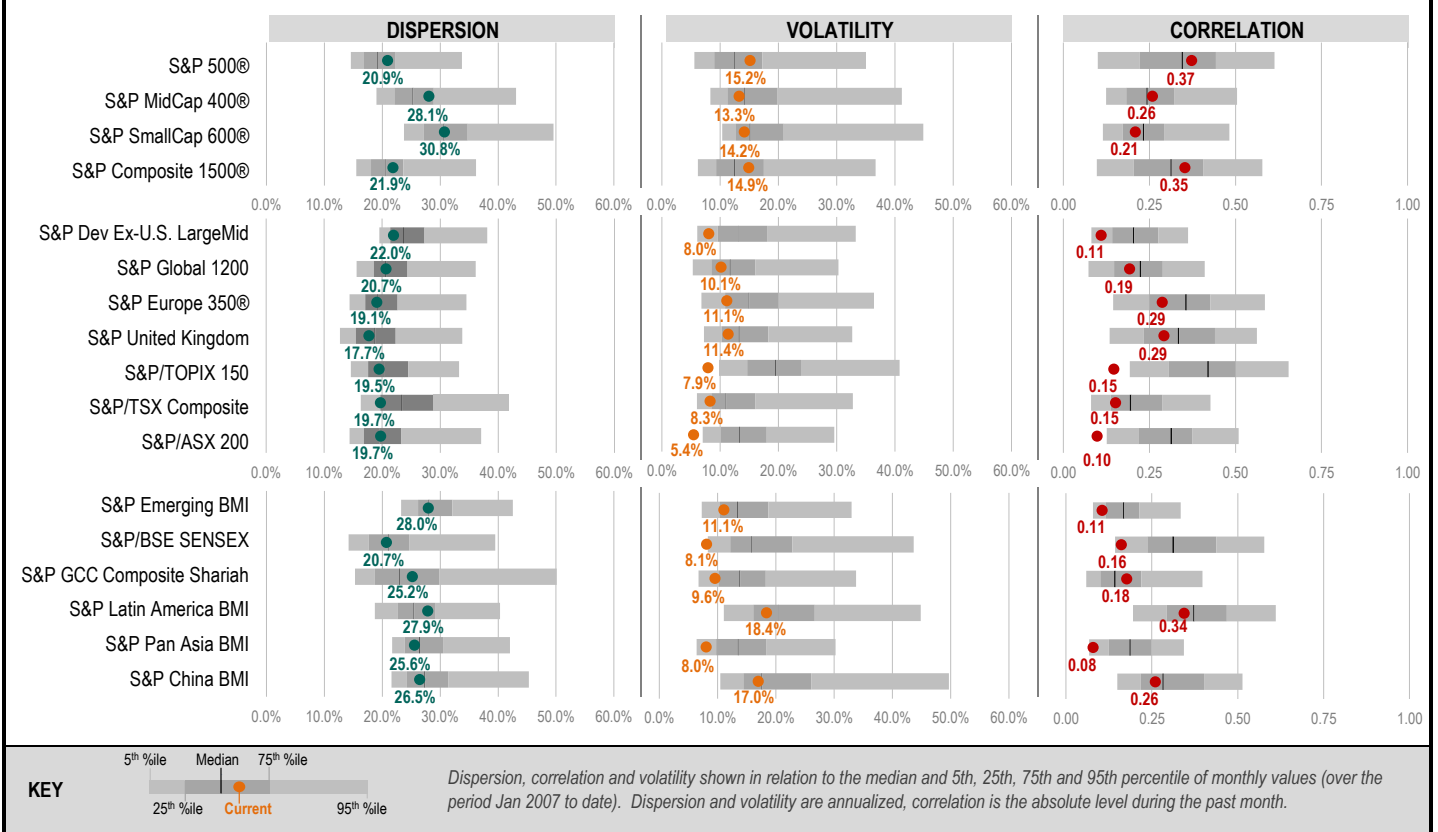 DISPERSION VOLATILITY CORRELATION
S&P 500® 20.9% 15.2% 0.37
S&P MidCap 400® 28.1% 13.3% 0.26
S&P SmallCap 600® 30.8% 14.2% 0.21
S&P Composite 1500® 21.9% 14.9% 0.35
0.0% 10.0% 20.0% 30.0% 40.0% 50.0% 60.0% 0.0% 10.0% 20.0% 30.0% 40.0% 50.0% 60.0% 0.00 0.25 0.50 0.75 1.00
S&P Dev Ex-U.S. LargeMid 22.0% 8.0% 0.11
S&P Global 1200 20.7% 10.1% 0.19
S&P Europe 350® 19.1% 11.1% 0.29
S&P United Kingdom 17.7% 11.4% 0.29
S&P/TOPIX 150 19.5% 7.9% 0.15
S&P/TSX Composite 19.7% 8.3% 0.15
S&P/ASX 200 19.7% 5.4% 0.10
0.0% 10.0% 20.0% 30.0% 40.0% 50.0% 60.0% 0.0% 10.0% 20.0% 30.0% 40.0% 50.0% 60.0% 0.00 0.25 0.50 0.75 1.00
S&P Emerging BMI 28.0% 11.1% 0.11
S&P/BSE SENSEX 20.7% 8.1% 0.16
S&P GCC Composite Shariah 25.2% 9.6% 0.18
S&P Latin America BMI 27.9% 18.4% 0.34
S&P Pan Asia BMI 25.6% 8.0% 0.08
S&P China BMI 26.5% 17.0% 0.26
0.0% 10.0% 20.0% 30.0% 40.0% 50.0% 60.0% 0.0% 10.0% 20.0% 30.0% 40.0% 50.0% 60.0% 0.00 0.25 0.50 0.75 1.00
KEY
5th %ile Median 75th %ile
25th %ile Current 95th %ile
Dispersion, correlation and volatility shown in relation to the median and 5th, 25th, 75th and 95th percentile of monthly values (over the
period Jan 2007 to date). Dispersion and volatility are annualized, correlation is the absolute level during the past month.